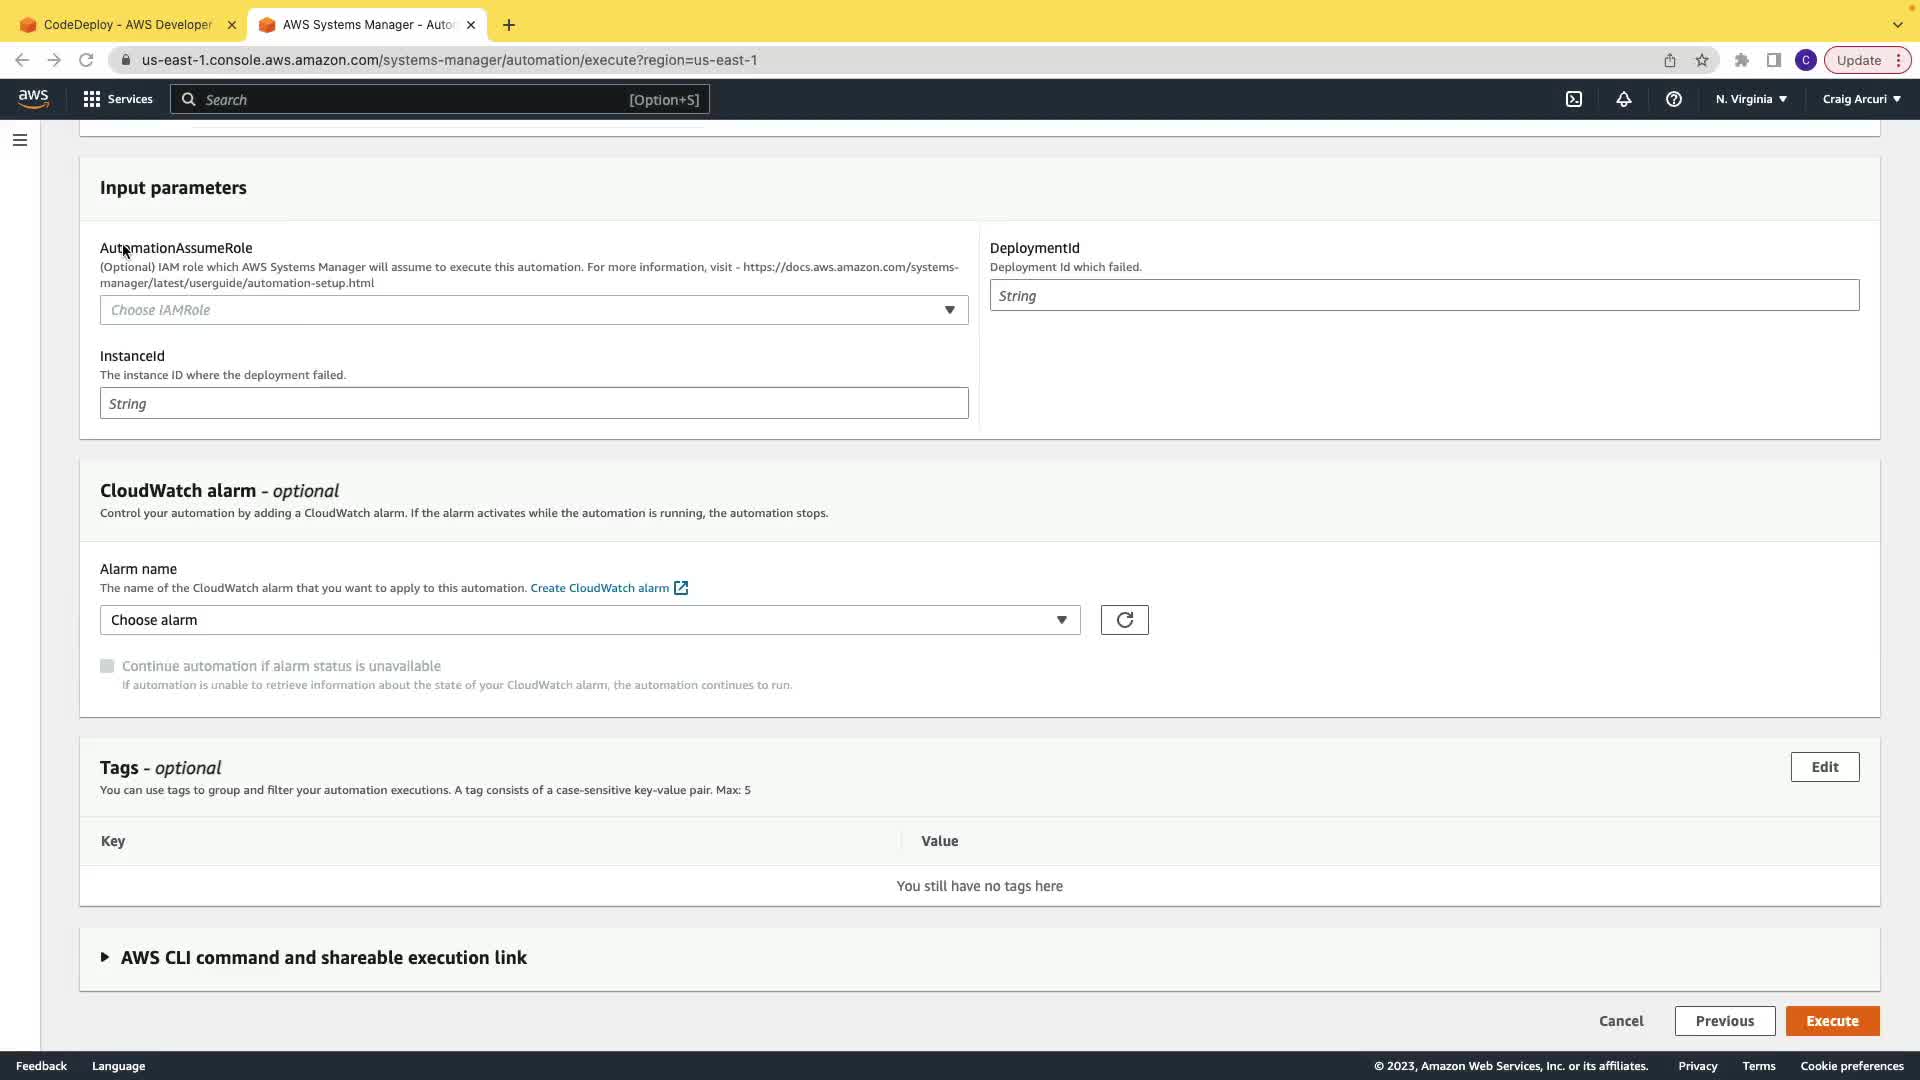 CodeDeploy - AWS Developer
AWS Systems Manager - Auto
us-east-1.console.aws.amazon.com/systems-manager/automation/execute?region=us-east-1
C
Update
aws
Services
Search
[Option+S]
N. Virginia
Craig Arcuri
Input parameters
AutomationAssumeRole
(Optional) IAM role which AWS Systems Manager will assume to execute this automation. For more information, visit - https://docs.aws.amazon.com/systems-
manager/latest/userguide/automation-setup.html
Choose IAMRole
DeploymentId
Deployment Id which failed.
String
InstanceId
The instance ID where the deployment failed.
String
CloudWatch alarm - optional
Control your automation by adding a CloudWatch alarm. If the alarm activates while the automation is running, the automation stops.
Alarm name
The name of the CloudWatch alarm that you want to apply to this automation. Create CloudWatch alarm
Choose alarm
Continue automation if alarm status is unavailable
If automation is unable to retrieve information about the state of your CloudWatch alarm, the automation continues to run.
Tags - optional
Edit
You can use tags to group and filter your automation executions. A tag consists of a case-sensitive key-value pair. Max: 5
Key
Value
You still have no tags here
AWS CLI command and shareable execution link
Cancel
Previous
Execute
Feedback
Language
© 2023, Amazon Web Services, Inc. or its affiliates.
Privacy
Terms
Cookie preferences